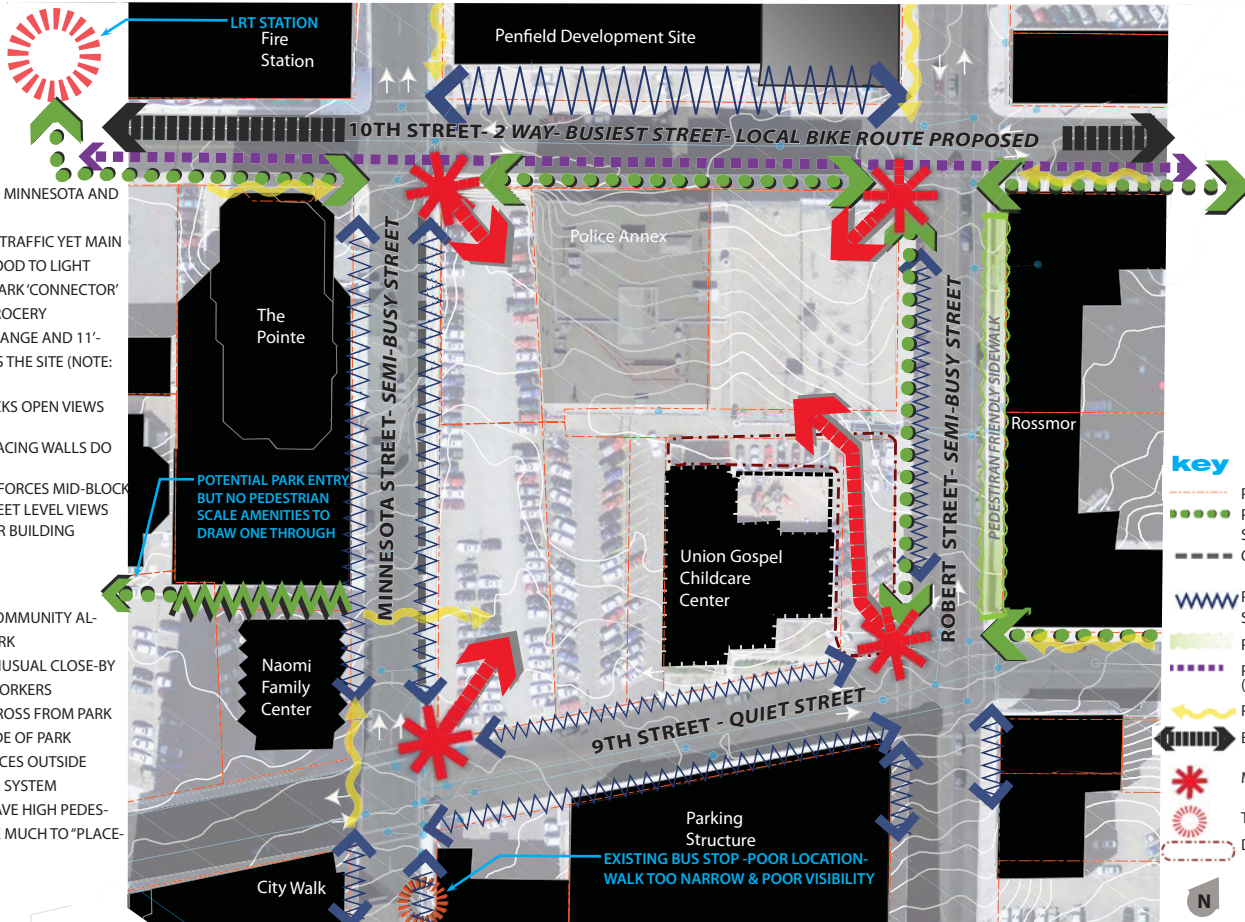 LRT STATION
Fire
Station
Penfield Development Site
10TH STREET- 2 WAY- BUSIEST STREET- LOCAL BIKE ROUTE PROPOSED
MINNESOTA AND
TRAFFIC YET MAIN
OOD TO LIGHT
ARK 'CONNECTOR'
ROCERY
ANGE AND 11'-
S THE SITE (NOTE:
CKS OPEN VIEWS
ACING WALLS DO
FORCES MID-BLOCK
EET LEVEL VIEWS
R BUILDING
OMMUNITY AL-
RK
NUSUAL CLOSE-BY
ORKERS
ROSS FROM PARK
DE OF PARK
CES OUTSIDE
SYSTEM
AVE HIGH PEDES-
E MUCH TO "PLACE-
Police Annex
The
Pointe
MINNESOTA STREET- SEMI-BUSY STREET
ROBERT STREET- SEMI-BUSY STREET
PEDESTIRAN FRIENDLY SIDEWALK
Rossmor
POTENTIAL PARK ENTRY
BUT NO PEDESTRIAN
SCALE AMENITIES TO
DRAW ONE THROUGH
Union Gospel
Childcare
Center
Naomi
Family
Center
9TH STREET - QUIET STREET
Parking
Structure
EXISTING BUS STOP -POOR LOCATION-
WALK TOO NARROW & POOR VISIBILITY
City Walk
key
N